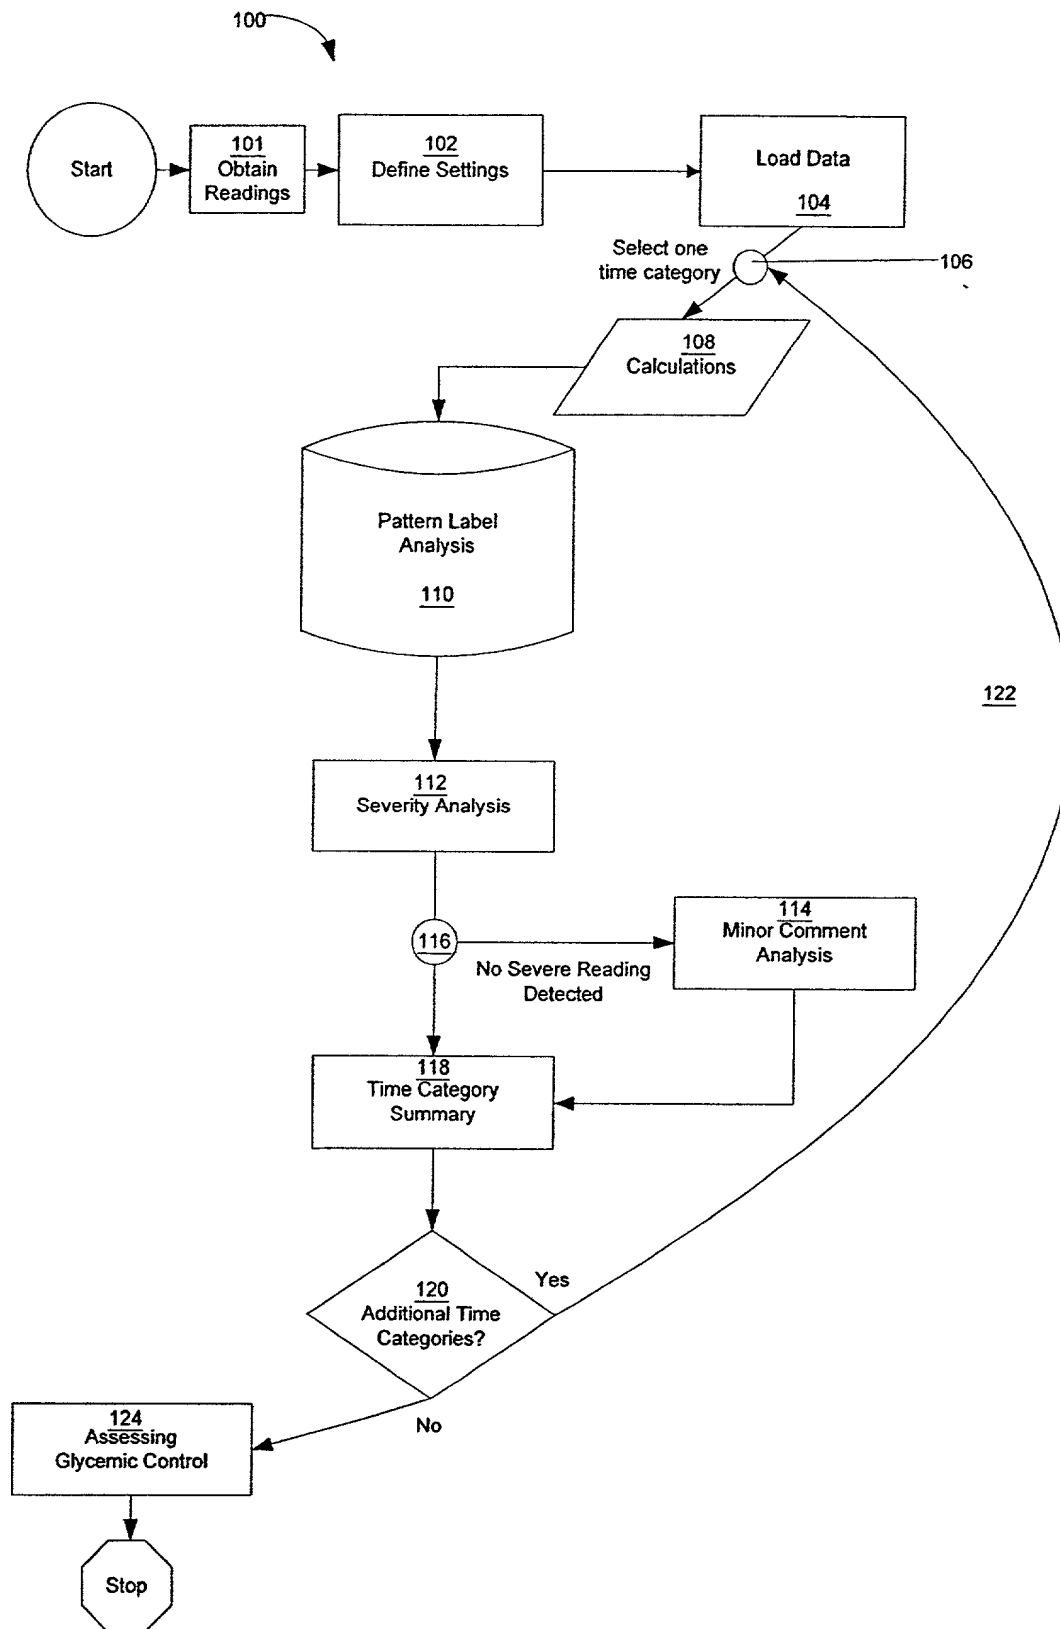 100
Start
101
Obtain
Readings
102
Define Settings
Load Data
104
Select one
time category
106
108
Calculations
Pattern Label
Analysis
110
122
112
Severity Analysis
116
No Severe Reading
Detected
114
Minor Comment
Analysis
118
Time Category
Summary
120
Additional Time
Categories?
Yes
No
124
Assessing
Glycemic Control
Stop